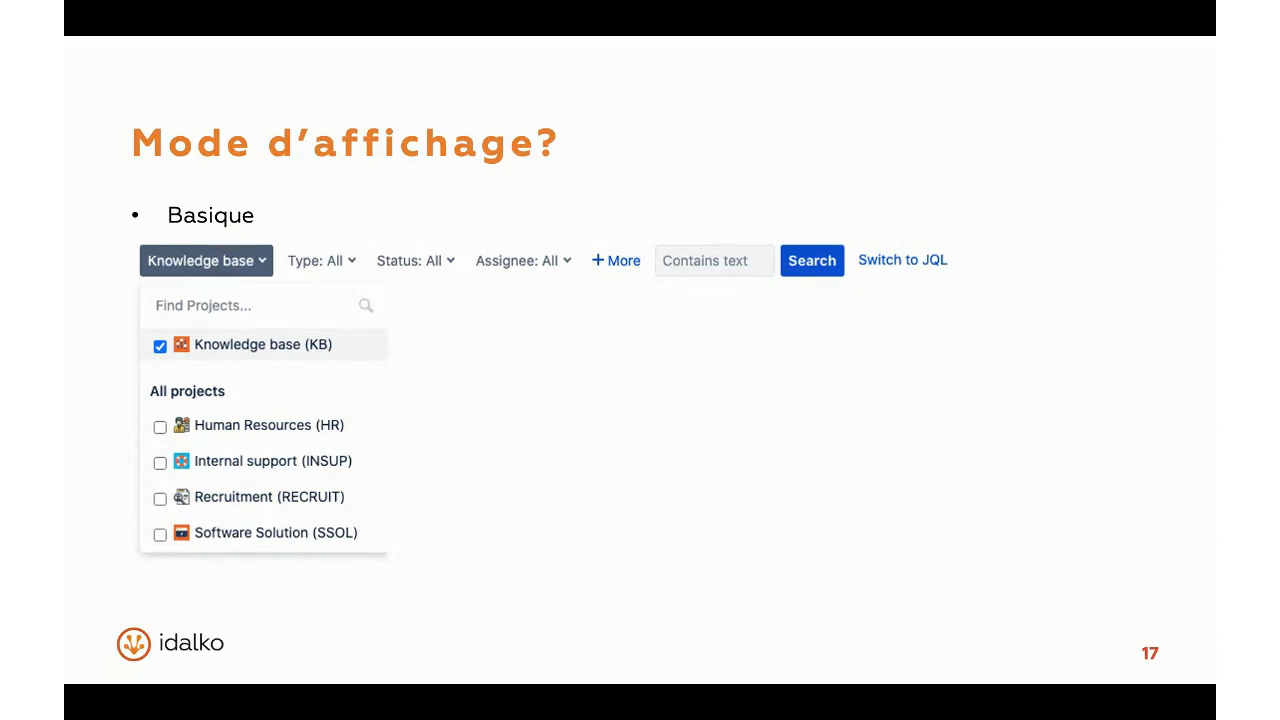 Mode d’affichage?
• Basique
Knowledge base Type: All Status: All Assignee: All + More Contains text Search Switch to JQL
Find Projects...
Knowledge base (KB)
All projects
Human Resources (HR)
Internal support (INSUP)
Recruitment (RECRUIT)
Software Solution (SSOL)
idalko
17